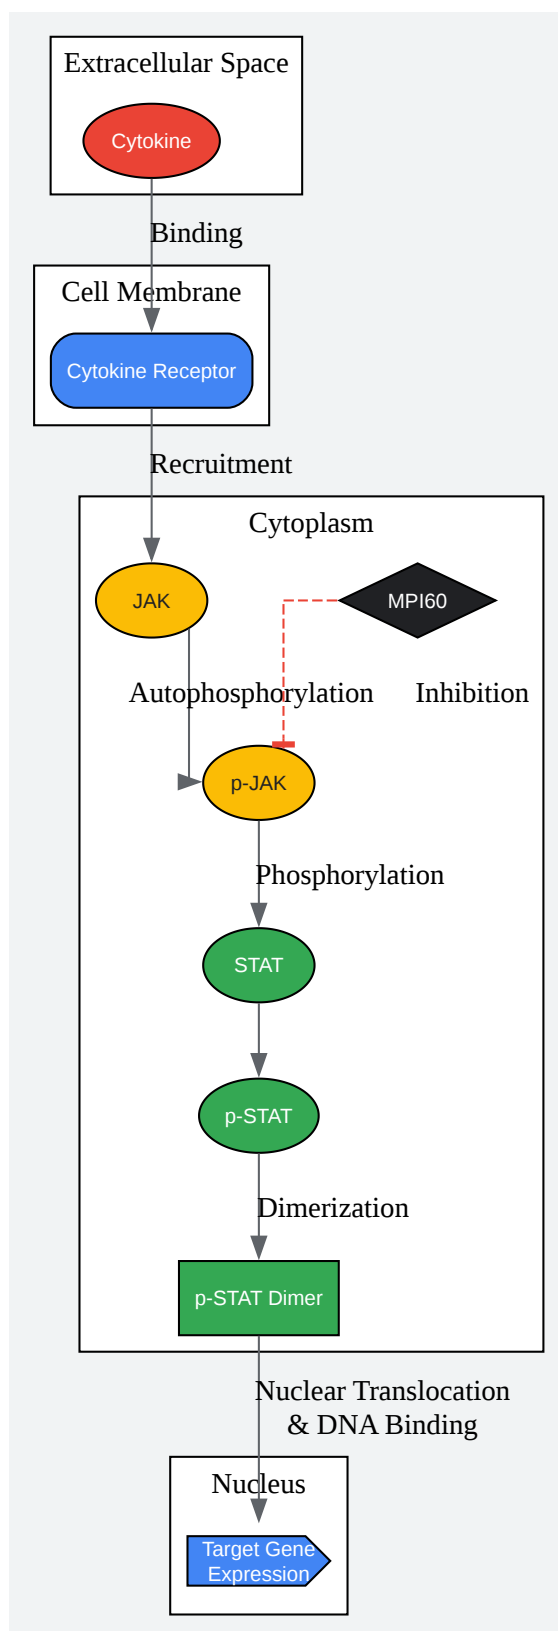 Extracellular Space
Cytokine
Binding
Cell Membrane
Cytokine Receptor
Recruitment
Cytoplasm
JAK
MPI60
Autophosphorylation
Inhibition
p-JAK
Phosphorylation
STAT
p-STAT
Dimerization
p-STAT Dimer
Nuclear Translocation
& DNA Binding
Nucleus
Target Gene
Expression